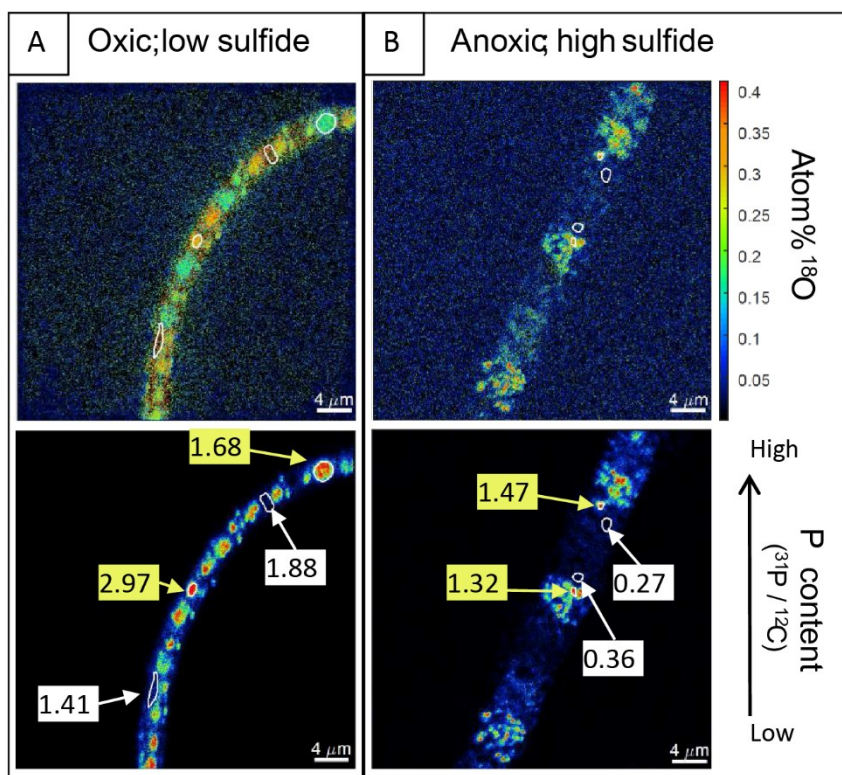 A
Oxic;low sulfide
B
Anoxic; high sulfide
0.4
0.35
0.3
0.25
0.2
0.15
0.1
0.05
Atom% ¹⁸O
4 μm
4 μm
1.68
1.88
2.97
1.41
4 μm
1.47
0.27
1.32
0.36
4 μm
High
P content
(³¹P / ¹²C)
Low